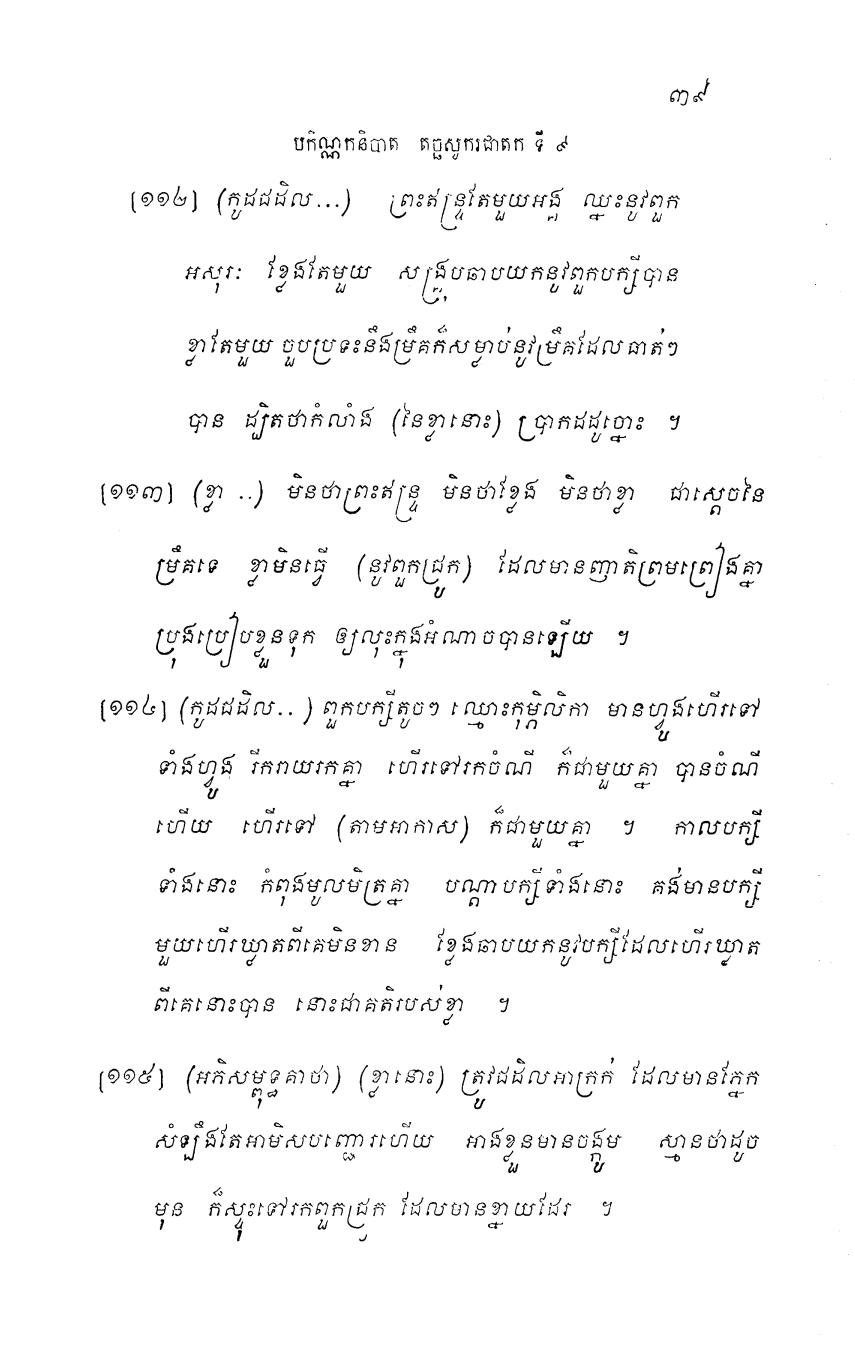 ៣៩
បកិណ្ណកនិបាត តច្ឆសូករជាតក ទី ៩
[១១២] (កូដជដិល...) ព្រះឥន្ទ្រតែមួយអង្គ ឈ្នះនូវពួក
អសុរៈ ខ្លែងតែមួយ សង្គ្រុបឆាបយកនូវពួកបក្សីបាន
ខ្លាតែមួយ ចួបប្រទះនឹងម្រឹគក៏សម្លាប់នូវម្រឹគដែលធាត់ៗ
បាន ដ្បិតថាកំលាំង (នៃខ្លានោះ) ប្រាកដដូច្នោះ ។
[១១៣] (ខ្លា ..) មិនថាព្រះឥន្ទ្រ មិនថាខ្លែង មិនថាខ្លា ជាស្តេចនៃ
ម្រឹគទេ ខ្លាមិនធ្វើ (នូវពួកជ្រូក) ដែលមានញាតិព្រមព្រៀងគ្នា
ប្រុងប្រៀបខ្លួនទុក ឲ្យលុះក្នុងអំណាចបានឡើយ ។
[១១៤] (កូដជដិល..) ពួកបក្សីតូចៗ ឈ្មោះកុម្ភិលិកា មានហ្វូងហើរទៅ
ទាំងហ្វូង រីករាយរកគ្នា ហើរទៅរកចំណី ក៏ជាមួយគ្នា បានចំណី
ហើយ ហើរទៅ (តាមអាកាស) ក៏ជាមួយគ្នា ។ កាលបក្សី
ទាំងនោះ កំពុងមូលមិត្រគ្នា បណ្តាបក្សីទាំងនោះ គង់មានបក្សី
មួយហើរឃ្លាតពីគេមិនខាន ខ្លែងឆាបយកនូវបក្សីដែលហើរឃ្លាត
ពីគេនោះបាន នោះជាគតិរបស់ខ្លា ។
[១១៥] (អភិសម្ពុទ្ធគាថា) (ខ្លានោះ) ត្រូវជដិលអាក្រក់ ដែលមានភ្នែក
សំឡឹងតែអាមិសបញ្ជោរហើយ អាងខ្លួនមានចង្កូម ស្មានថាដូច
មុន ក៏ស្ទុះទៅរកពួកជ្រូក ដែលមានខ្នាយដែរ ។